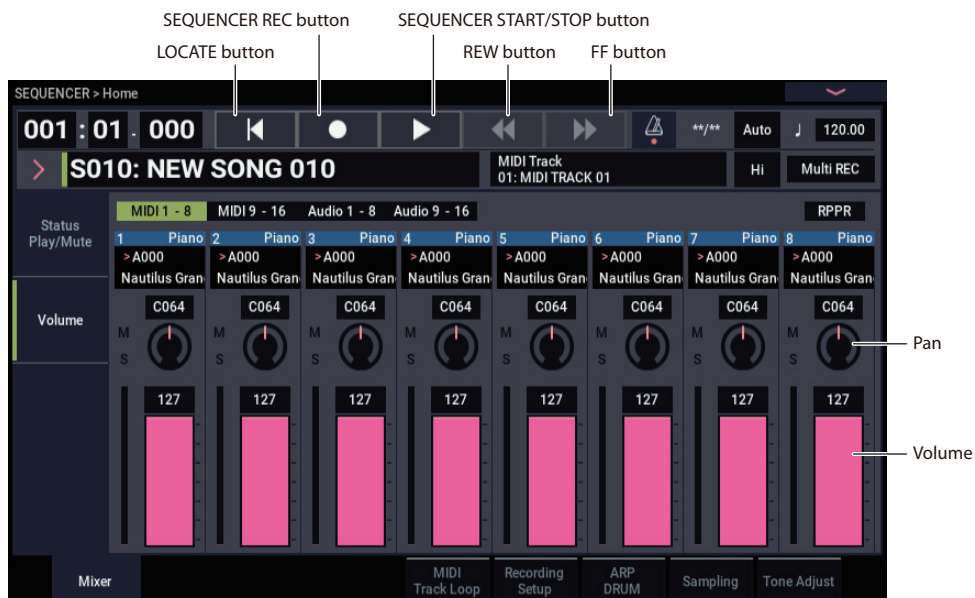 SEQUENCER REC button
SEQUENCER START/STOP button
LOCATE button
REW button
FF button
SEQUENCER > Home
001 : 01 . 000
**/**
Auto
♩ 120.00
> S010: NEW SONG 010
MIDI Track
01: MIDI TRACK 01
Hi
Multi REC
Status
Play/Mute
MIDI 1 - 8 MIDI 9 - 16 Audio 1 - 8 Audio 9 - 16
RPPR
1 Piano 2 Piano 3 Piano 4 Piano 5 Piano 6 Piano 7 Piano 8 Piano
>A000 >A000 >A000 >A000 >A000 >A000 >A000 >A000
Nautilus Gran Nautilus Gran Nautilus Gran Nautilus Gran Nautilus Gran Nautilus Gran Nautilus Gran Nautilus Gran
Volume
C064 C064 C064 C064 C064 C064 C064 C064
M M M M M M M M
S S S S S S S S
Pan
127 127 127 127 127 127 127 127
Volume
Mixer
MIDI
Track Loop
Recording
Setup
ARP
DRUM
Sampling
Tone Adjust